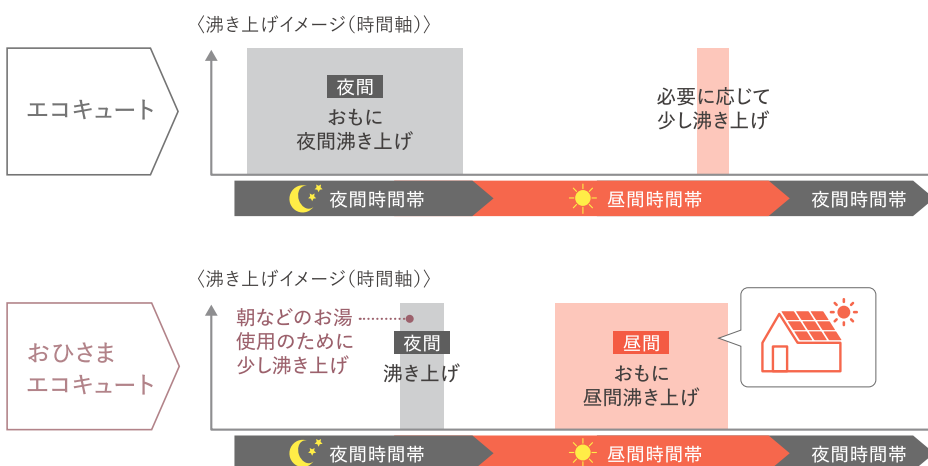 〈沸き上げイメージ（時間軸）〉
エコキュート
夜間
おもに
夜間沸き上げ
必要に応じて
少し沸き上げ
夜間時間帯
昼間時間帯
夜間時間帯
〈沸き上げイメージ（時間軸）〉
おひさま
エコキュート
朝などのお湯
使用のために
少し沸き上げ
夜間
沸き上げ
昼間
おもに
昼間沸き上げ
夜間時間帯
昼間時間帯
夜間時間帯